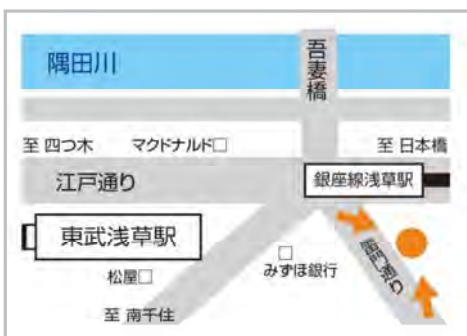 隅田川
吾妻橋
至 四つ木
マクドナルド□
至 日本橋
江戸通り
銀座線浅草駅
東武浅草駅
松屋□
□
みずほ銀行
雷門通り
至 南千住